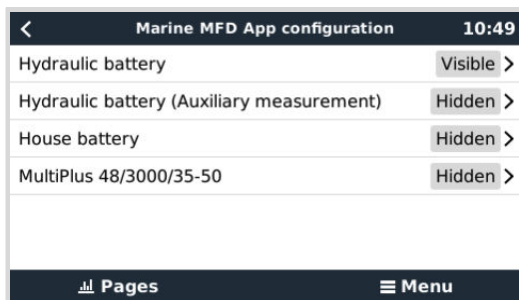 Marine MFD App configuration 10:49
Hydraulic battery Visible
Hydraulic battery (Auxiliary measurement) Hidden
House battery Hidden
MultiPlus 48/3000/35-50 Hidden
Pages Menu